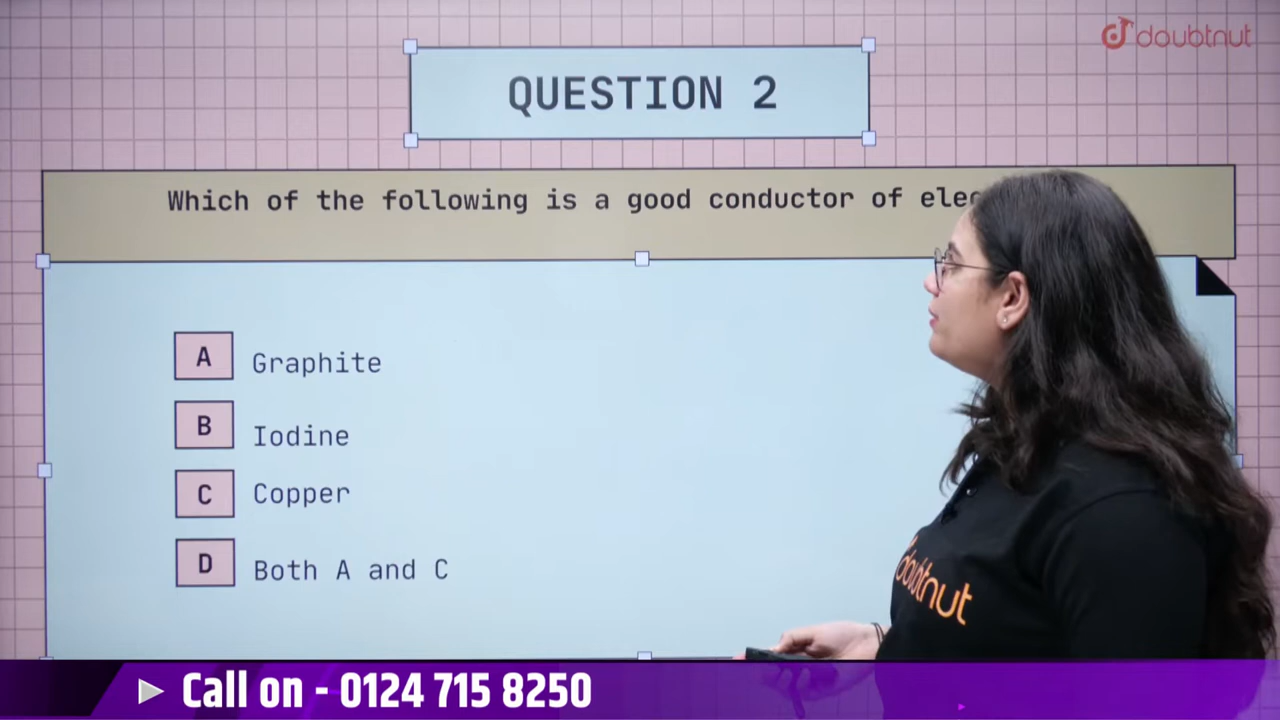 doubtnut
QUESTION 2
Which of the following is a good conductor of
A Graphite
B Iodine
C Copper
D Both A and C
doubtnut
Call on - 0124 715 8250